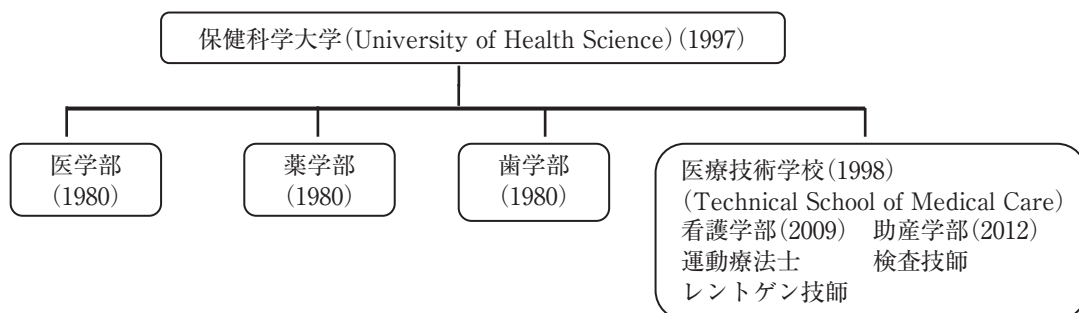 保健科学大学(University of Health Science)(1997)
医学部
(1980)
薬学部
(1980)
歯学部
(1980)
医療技術学校(1998)
(Technical School of Medical Care)
看護学部(2009) 助産学部(2012)
運動療法士 検査技師
レントゲン技師